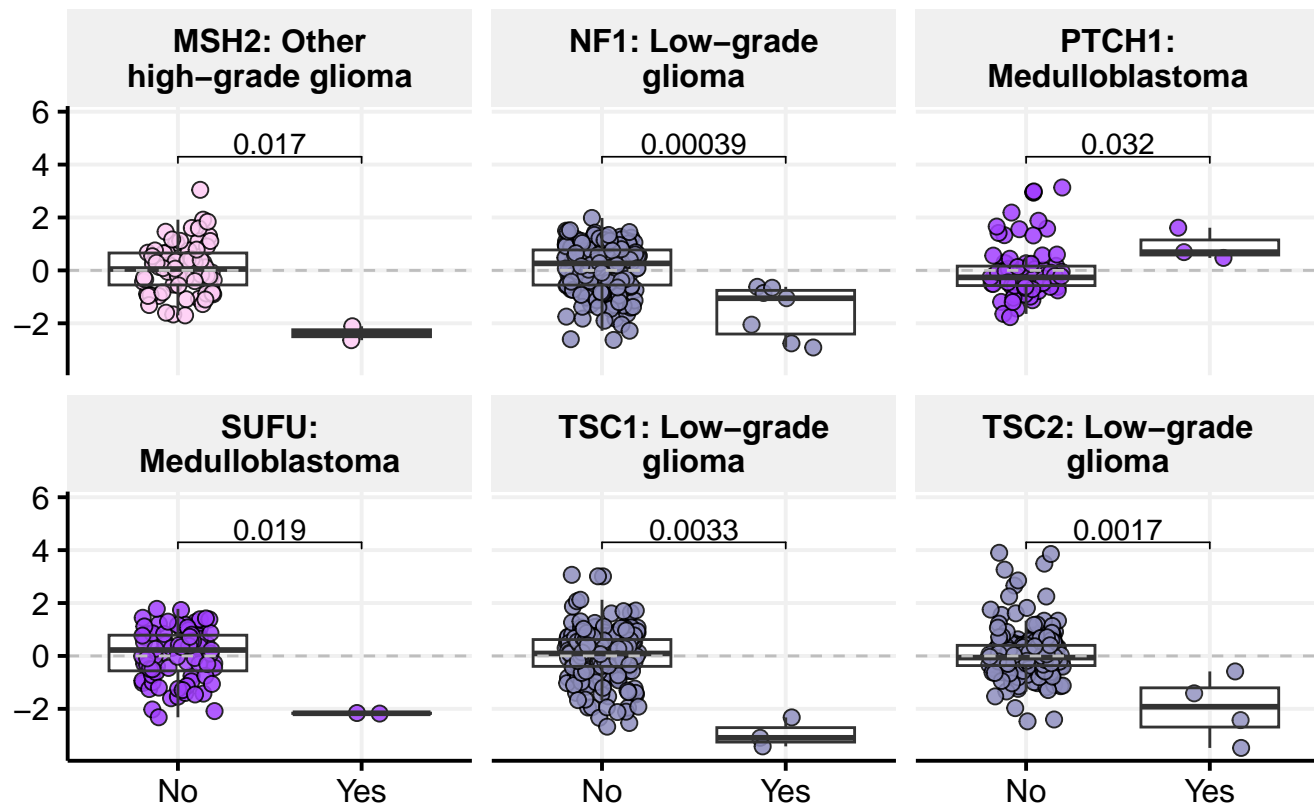 MSH2: Other
high−grade glioma
NF1: Low−grade
glioma
PTCH1:
Medulloblastoma
6
4
2
0
−2
0.017
0.00039
0.032
SUFU:
Medulloblastoma
TSC1: Low−grade
glioma
TSC2: Low−grade
glioma
6
4
2
0
−2
0.019
0.0033
0.0017
No
Yes
No
Yes
No
Yes